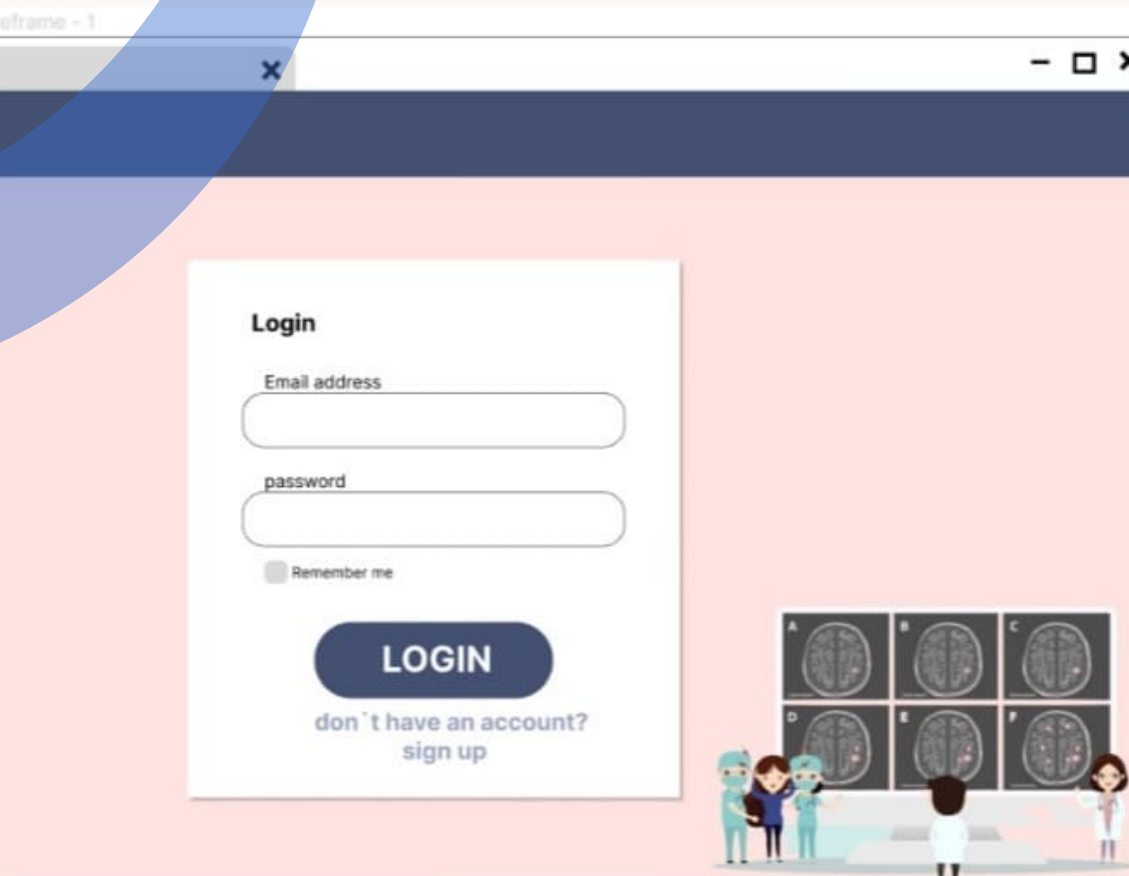 eframe - 1
Login
Email address
password
Remember me
LOGIN
don`t have an account?
sign up
A
B
C
D
E
F